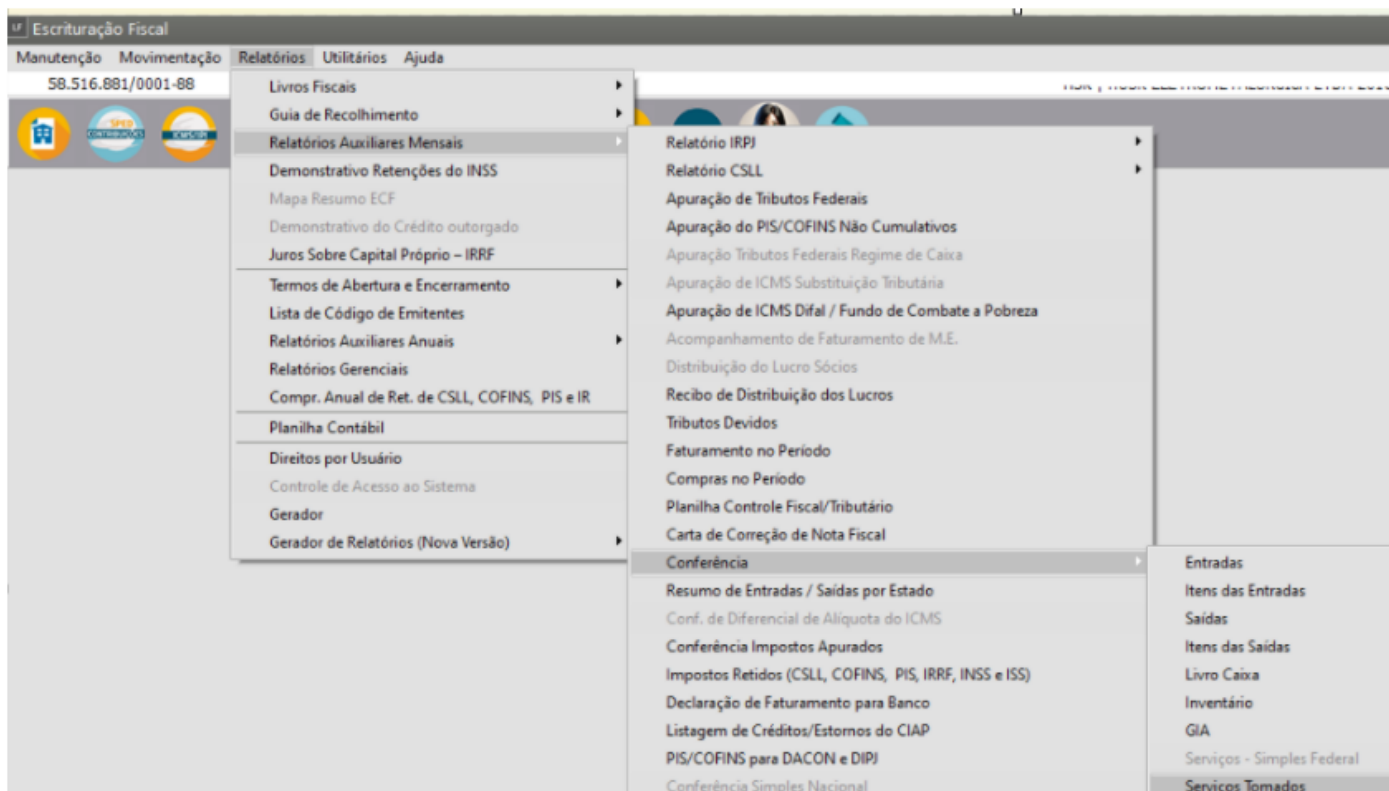 Escrituração Fiscal
Manutenção Movimentação Relatórios Utilitários Ajuda
58.516.881/0001-88
SPED
CONTRIBUIÇÕES
ICMS/IPI
Livros Fiscais
Guia de Recolhimento
Relatórios Auxiliares Mensais
Demonstrativo Retenções do INSS
Mapa Resumo ECF
Demonstrativo do Crédito outorgado
Juros Sobre Capital Próprio – IRRF
Termos de Abertura e Encerramento
Lista de Código de Emitentes
Relatórios Auxiliares Anuais
Relatórios Gerenciais
Compr. Anual de Ret. de CSLL, COFINS, PIS e IR
Planilha Contábil
Direitos por Usuário
Controle de Acesso ao Sistema
Gerador
Gerador de Relatórios (Nova Versão)
Relatório IRPJ
Relatório CSLL
Apuração de Tributos Federais
Apuração do PIS/COFINS Não Cumulativos
Apuração Tributos Federais Regime de Caixa
Apuração de ICMS Substituição Tributária
Apuração de ICMS Difal / Fundo de Combate a Pobreza
Acompanhamento de Faturamento de M.E.
Distribuição do Lucro Sócios
Recibo de Distribuição dos Lucros
Tributos Devidos
Faturamento no Período
Compras no Período
Planilha Controle Fiscal/Tributário
Carta de Correção de Nota Fiscal
Conferência
Resumo de Entradas / Saídas por Estado
Conf. de Diferencial de Alíquota do ICMS
Conferência Impostos Apurados
Impostos Retidos (CSLL, COFINS, PIS, IRRF, INSS e ISS)
Declaração de Faturamento para Banco
Listagem de Créditos/Estornos do CIAP
PIS/COFINS para DACON e DIPJ
Conferência Simples Nacional
Entradas
Itens das Entradas
Saídas
Itens das Saídas
Livro Caixa
Inventário
GIA
Serviços - Simples Federal
Serviços Tomados